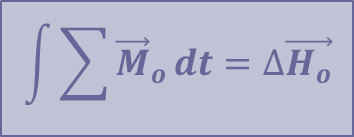 ∫ ∑ M⃗ₒ dt = ΔH⃗ₒ